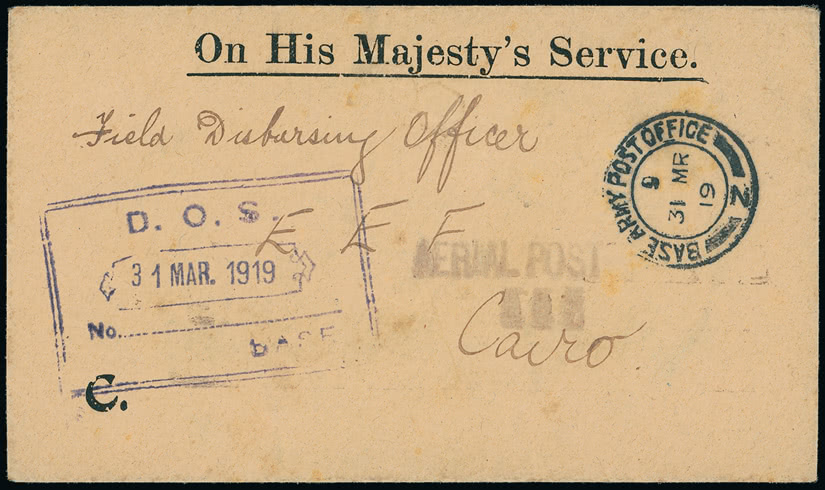 On His Majesty's Service.
Field Disbursing Officer
E E F
Cairo.
D. O. S.
31 MAR. 1919
No.
BASE
C.
AERIAL POST
BASE ARMY POST OFFICE
Z
9
31 MR
19